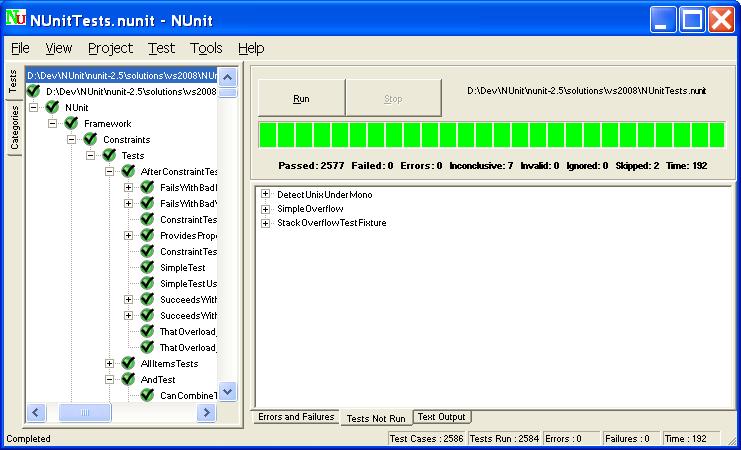 NUnitTests.nunit - NUnit
File View Project Test Tools Help
Tests
Categories
D:\Dev\NUnit\nunit-2.5\solutions\vs2008\NUn
D:\Dev\NUnit\nunit-2.5\solutions\vs2008
NUnit
Framework
Constraints
Tests
AfterConstraintTes
FailsWithBadI
FailsWithBadV
ConstraintTes
ProvidesPrope
ConstraintTes
SimpleTest
SimpleTestUs
SucceedsWith
SucceedsWith
ThatOverload_
ThatOverload_
AllItemsTests
AndTest
CanCombineT
Run
Stop
D:\Dev\NUnit\nunit-2.5\solutions\vs2008\NUnitTests.nunit
Passed: 2577 Failed: 0 Errors: 0 Inconclusive: 7 Invalid: 0 Ignored: 0 Skipped: 2 Time: 192
DetectUnixUnderMono
SimpleOverflow
StackOverflowTestFixture
Errors and Failures
Tests Not Run
Text Output
Completed
Test Cases : 2586
Tests Run : 2584
Errors : 0
Failures : 0
Time : 192